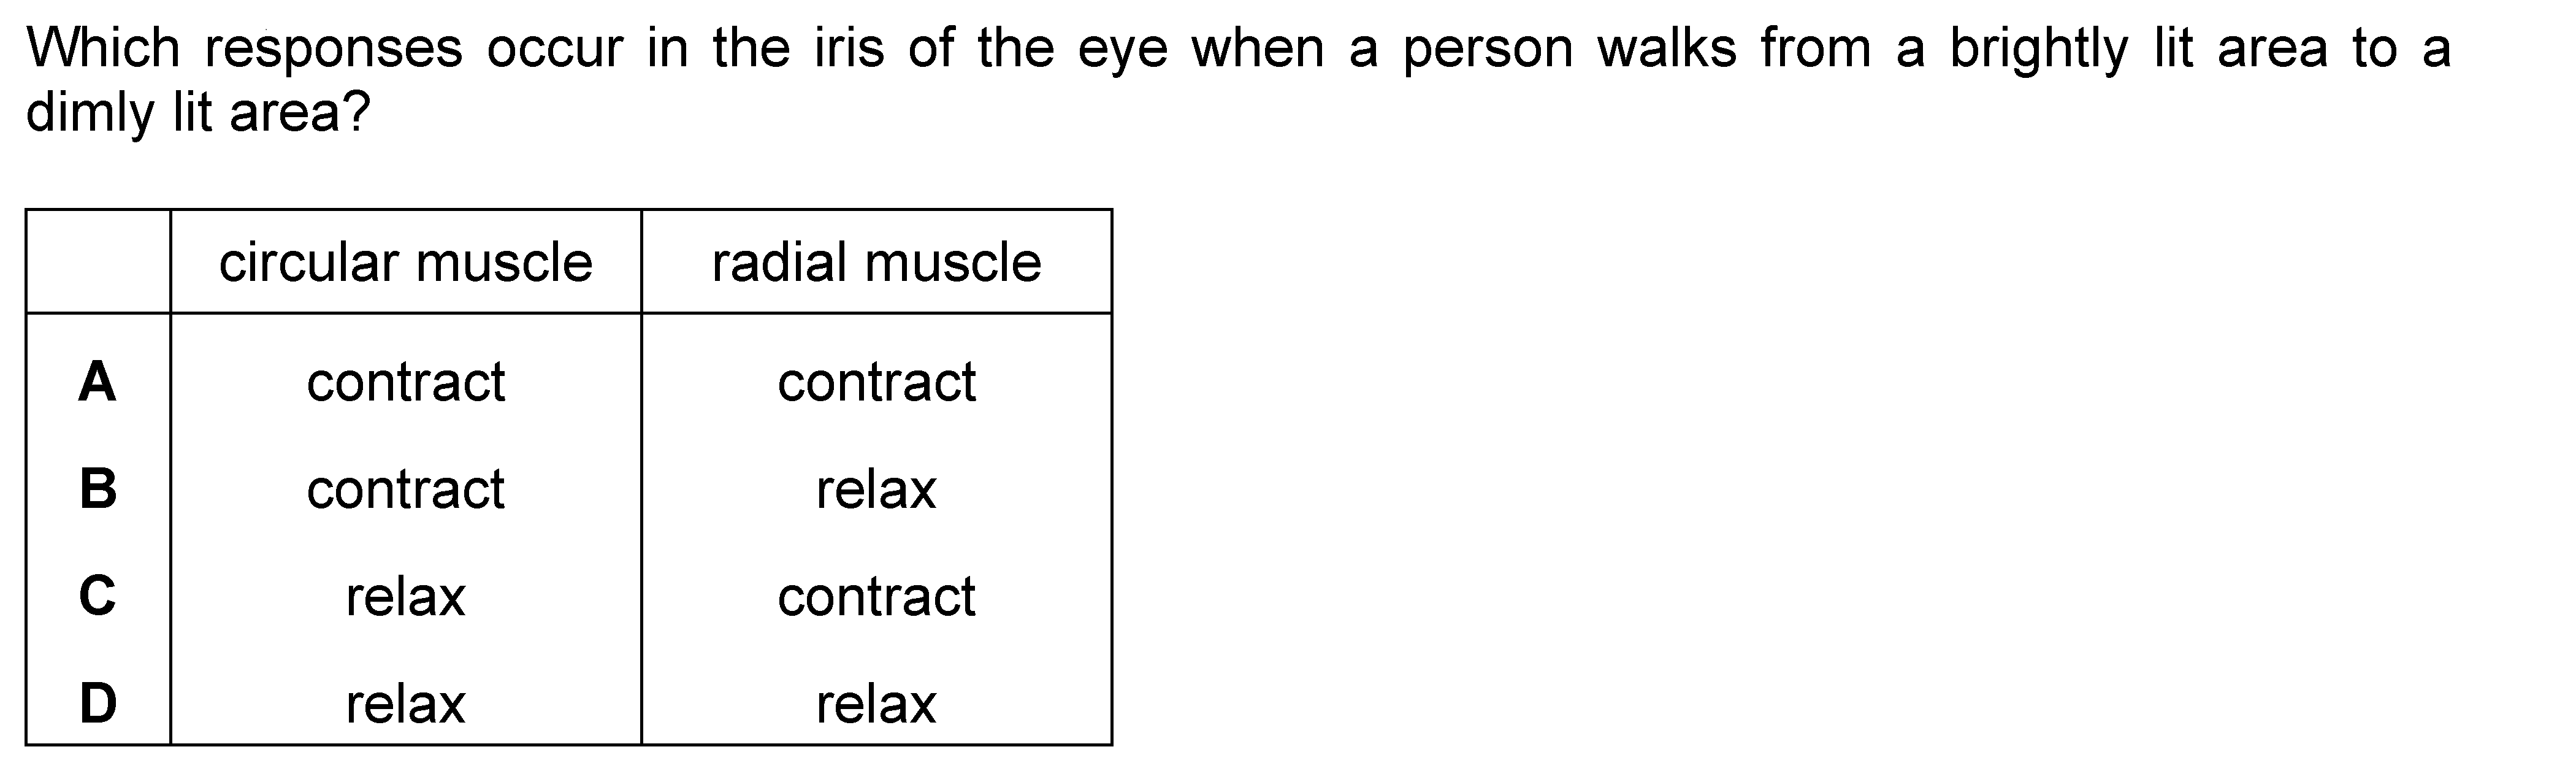 Which responses occur in the iris of the eye when a person walks from a brightly lit area to a
dimly lit area?
circular muscle radial muscle
A contract contract
B contract relax
C relax contract
D relax relax